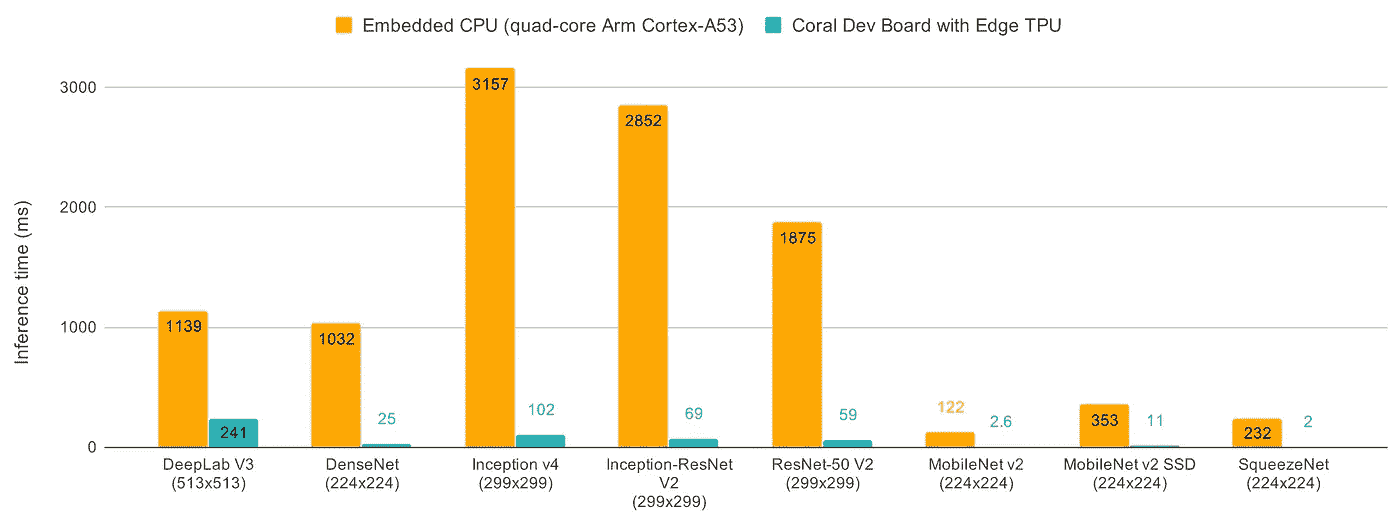 Embedded CPU (quad-core Arm Cortex-A53) Coral Dev Board with Edge TPU
Inference time (ms)
3000
2000
1000
0
1139
241
1032
25
3157
102
2852
69
1875
59
122
2.6
353
11
232
2
DeepLab V3
(513x513)
DenseNet
(224x224)
Inception v4
(299x299)
Inception-ResNet
V2
(299x299)
ResNet-50 V2
(299x299)
MobileNet v2
(224x224)
MobileNet v2 SSD
(224x224)
SqueezeNet
(224x224)